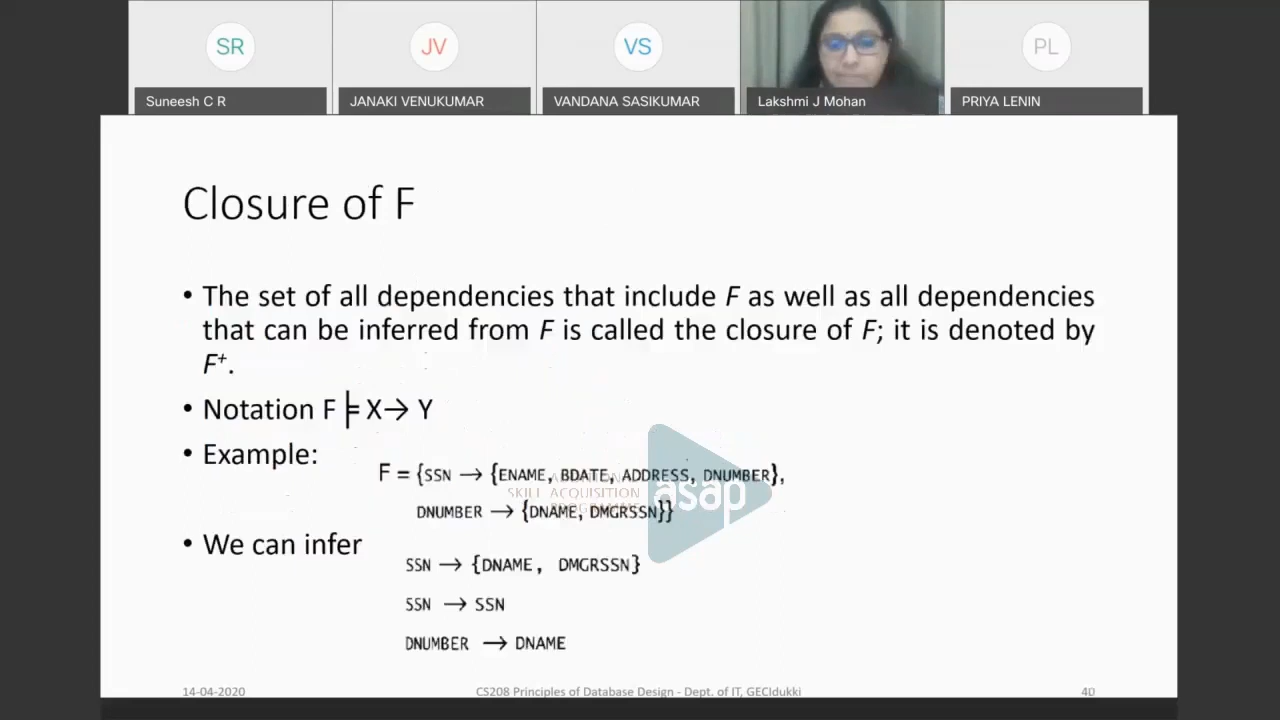 SR
JV
VS
PL
Suneesh C R
JANAKI VENUKUMAR
VANDANA SASIKUMAR
Lakshmi J Mohan
PRIYA LENIN
Closure of F
• The set of all dependencies that include F as well as all dependencies
that can be inferred from F is called the closure of F; it is denoted by
F⁺.
• Notation F ╞ X→ Y
• Example:
F = {SSN → {ENAME, BDATE, ADDRESS, DNUMBER},
DNUMBER → {DNAME, DMGRSSN}}
ADDITIONAL
SKILL ACQUISITION
PROGRAMME
asap
• We can infer
SSN → {DNAME, DMGRSSN}
SSN → SSN
DNUMBER → DNAME
14-04-2020
CS208 Principles of Database Design - Dept. of IT, GECIdukki
40